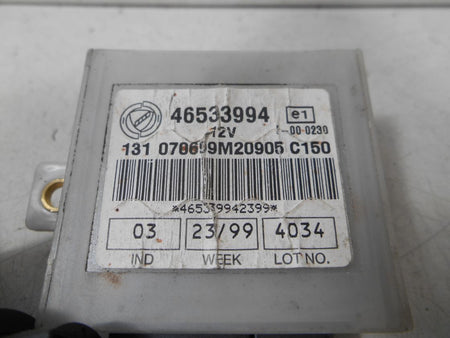 46533994 e1
12V -00 0230
131 070699M20905 C150
*465339942399*
03 23/99 4034
IND WEEK LOT NO.